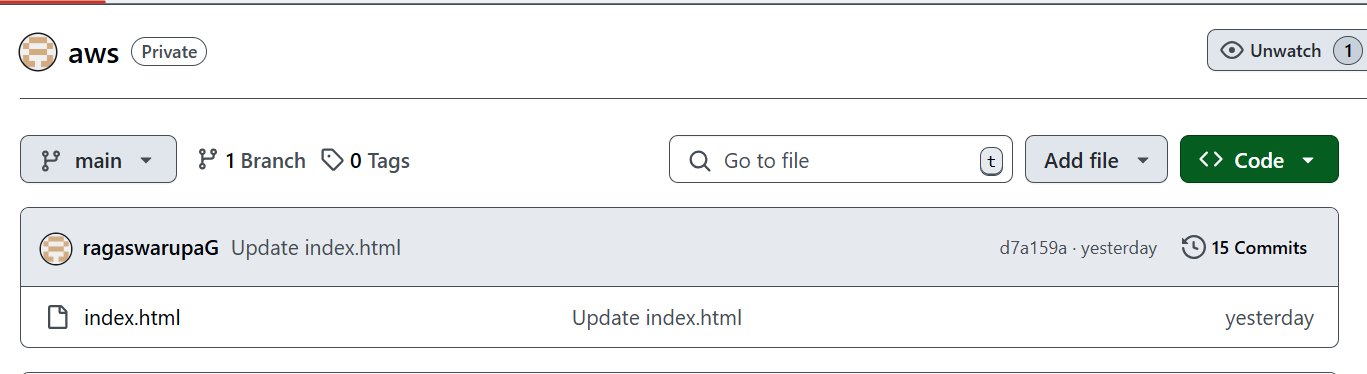 aws Private Unwatch 1
main 1 Branch 0 Tags Go to file t Add file Code
ragaswarupaG Update index.html d7a159a · yesterday 15 Commits
index.html Update index.html yesterday